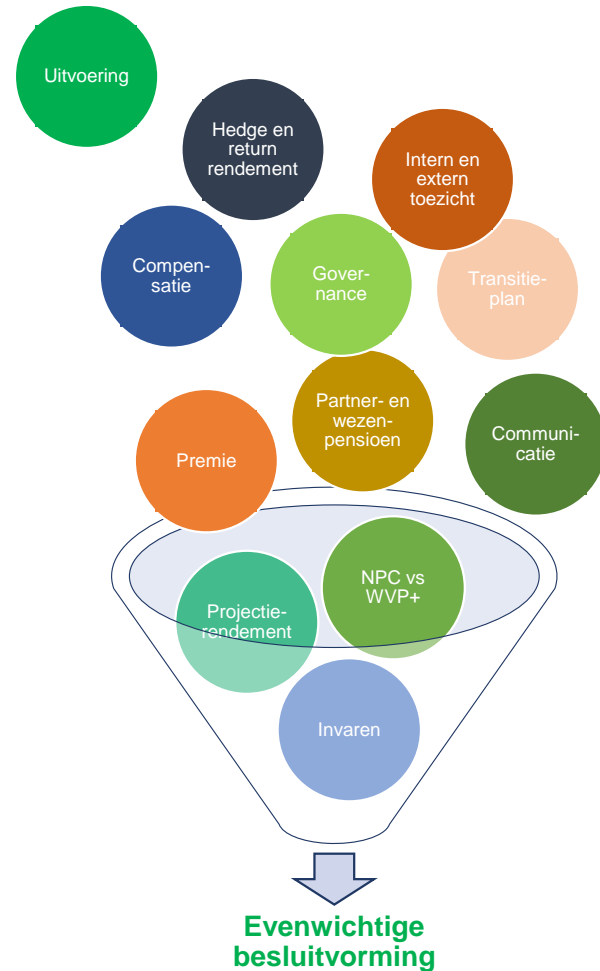 Uitvoering
Hedge en
return
rendement
Intern en
extern
toezicht
Compen-
satie
Gover-
nance
Transitie-
plan
Partner- en
wezen-
pensioen
Premie
Communi-
catie
NPC vs
WVP+
Projectie-
rendement
Invaren
Evenwichtige
besluitvorming